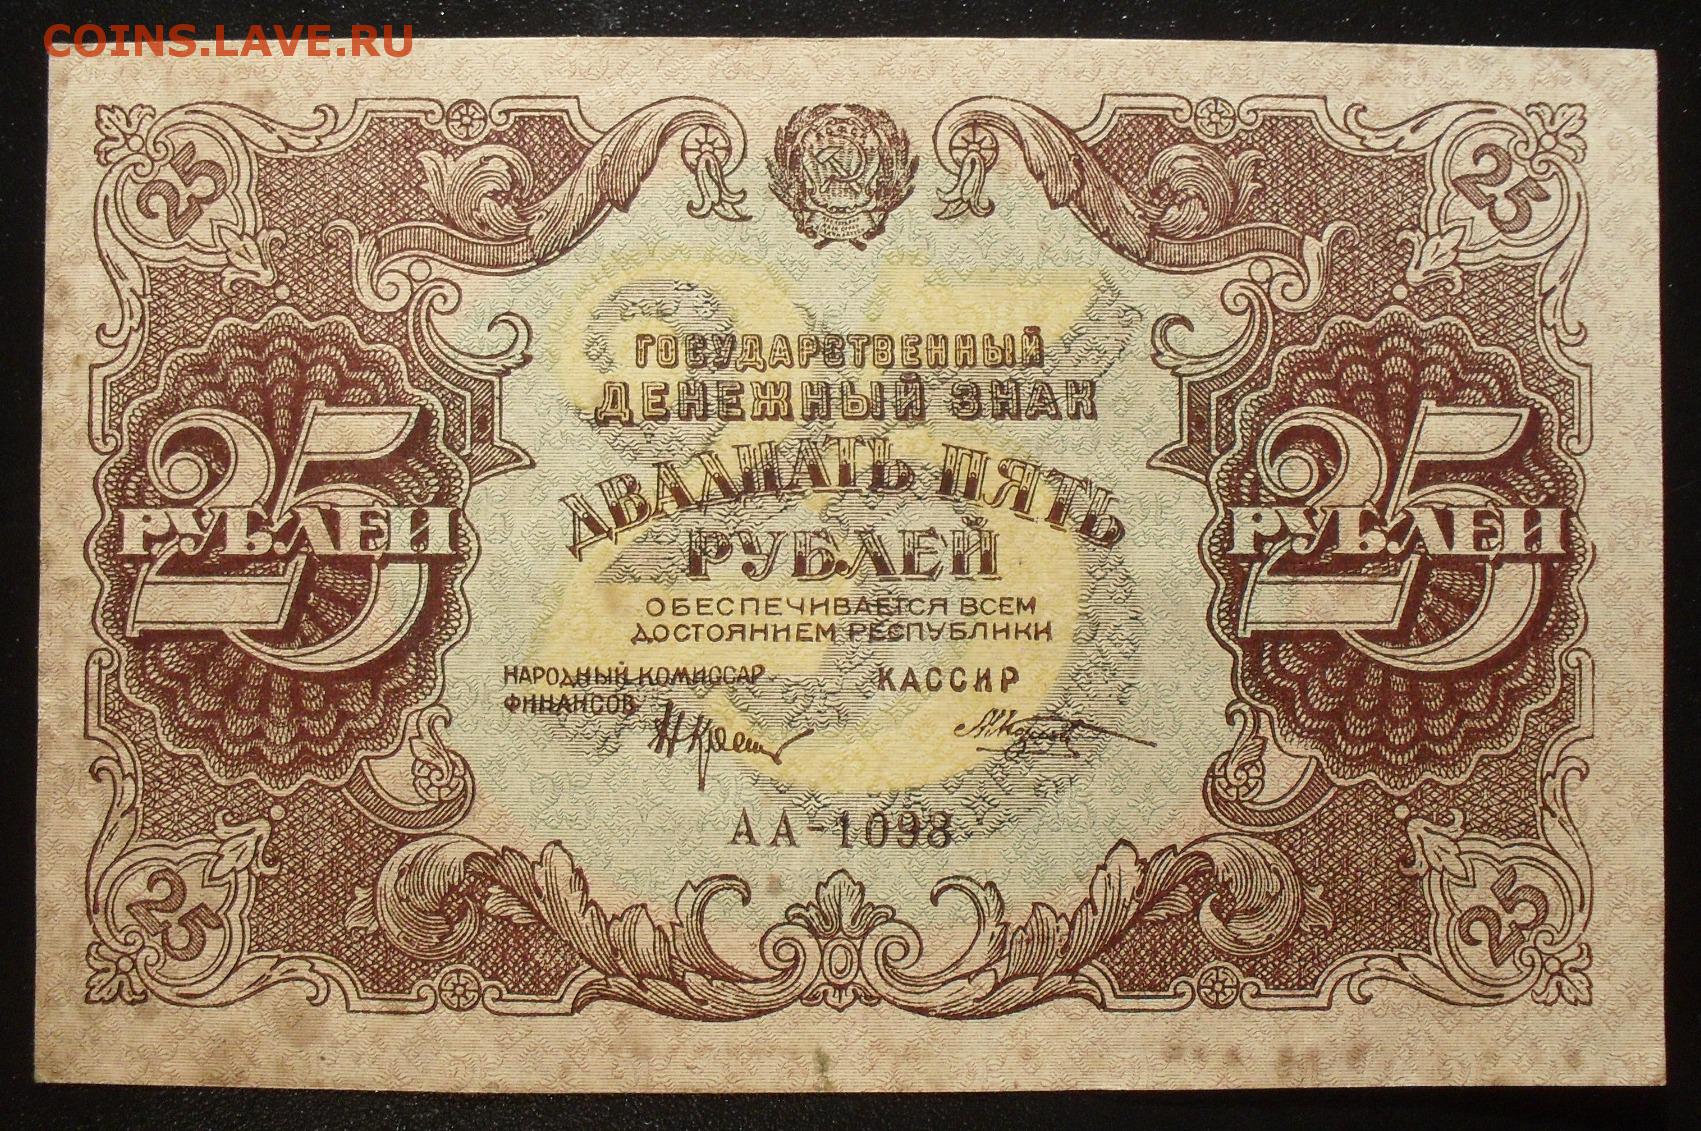 COINS.LAVE.RU
25
25
ГОСУДАРСТВЕННЫЙ
ДЕНЕЖНЫЙ ЗНАК
ДВАДЦАТЬ ПЯТЬ
РУБЛЕЙ
25
РУБЛЕЙ
25
РУБЛЕЙ
ОБЕСПЕЧИВАЕТСЯ ВСЕМ
ДОСТОЯНИЕМ РЕСПУБЛИКИ
НАРОДНЫЙ КОМИССАР
ФИНАНСОВ
КАССИР
АА-1098
25
25